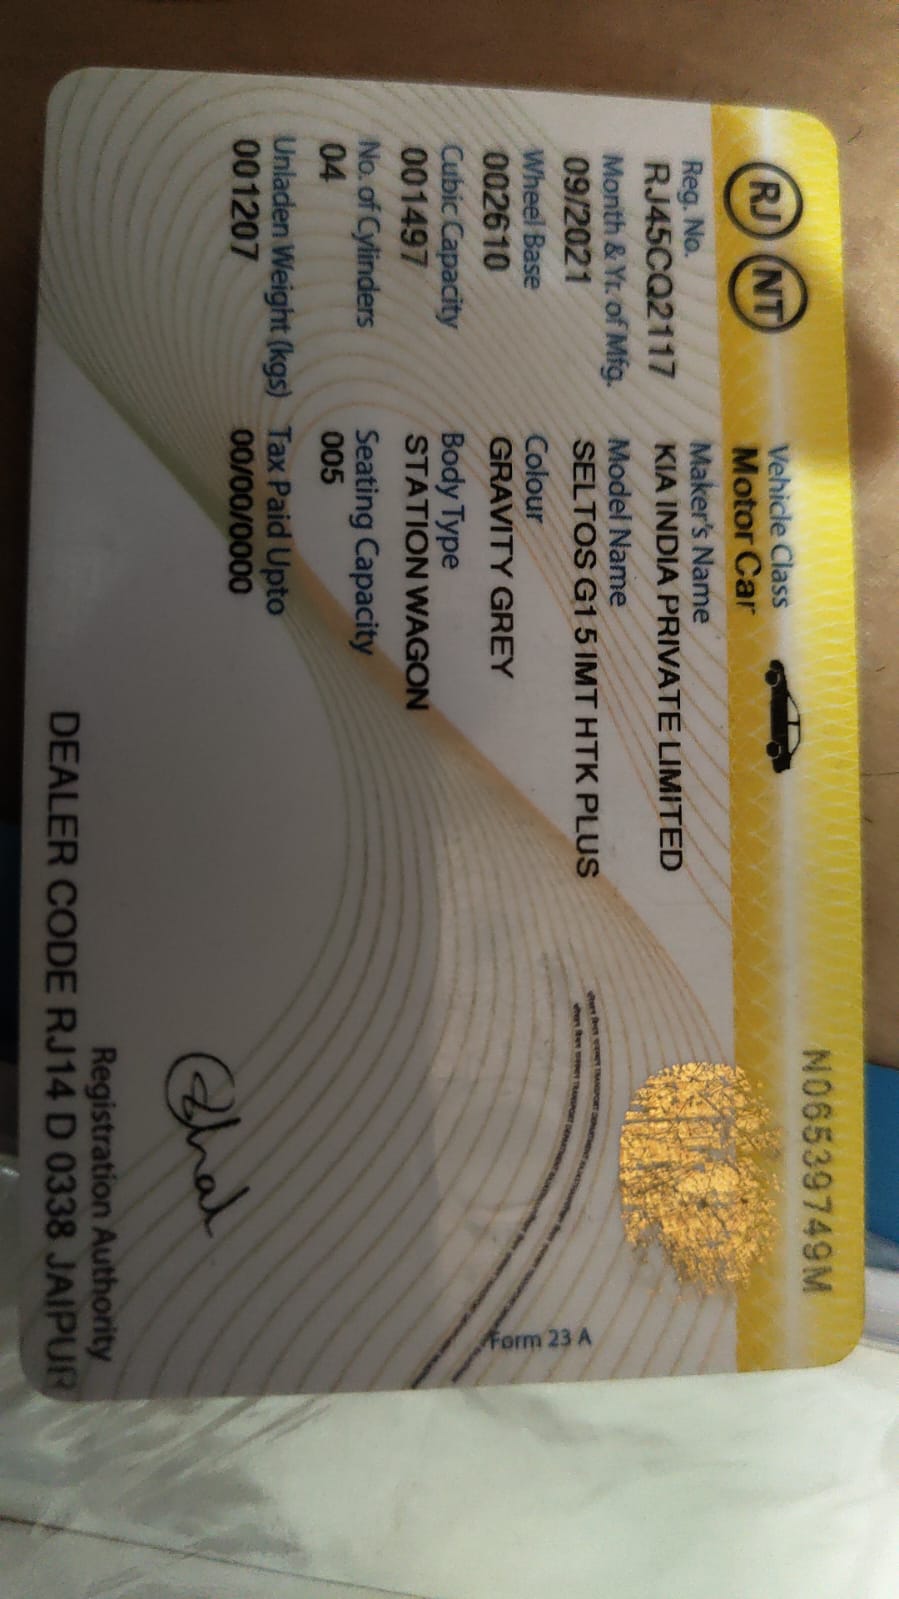 N06539749M
RJ NT Vehicle Class
Motor Car
Reg. No. Maker's Name
RJ45CQ2117 KIA INDIA PRIVATE LIMITED
Month & Yr. of Mfg. Model Name
09/2021 SELTOS G1 5 IMT HTK PLUS
Wheel Base Colour
002610 GRAVITY GREY
Cubic Capacity Body Type
001497 STATION WAGON
No. of Cylinders Seating Capacity
04 005
Unladen Weight (kgs) Tax Paid Upto
001207 00/00/0000
Form 23 A
Registration Authority
DEALER CODE RJ14 D 0338 JAIPUR